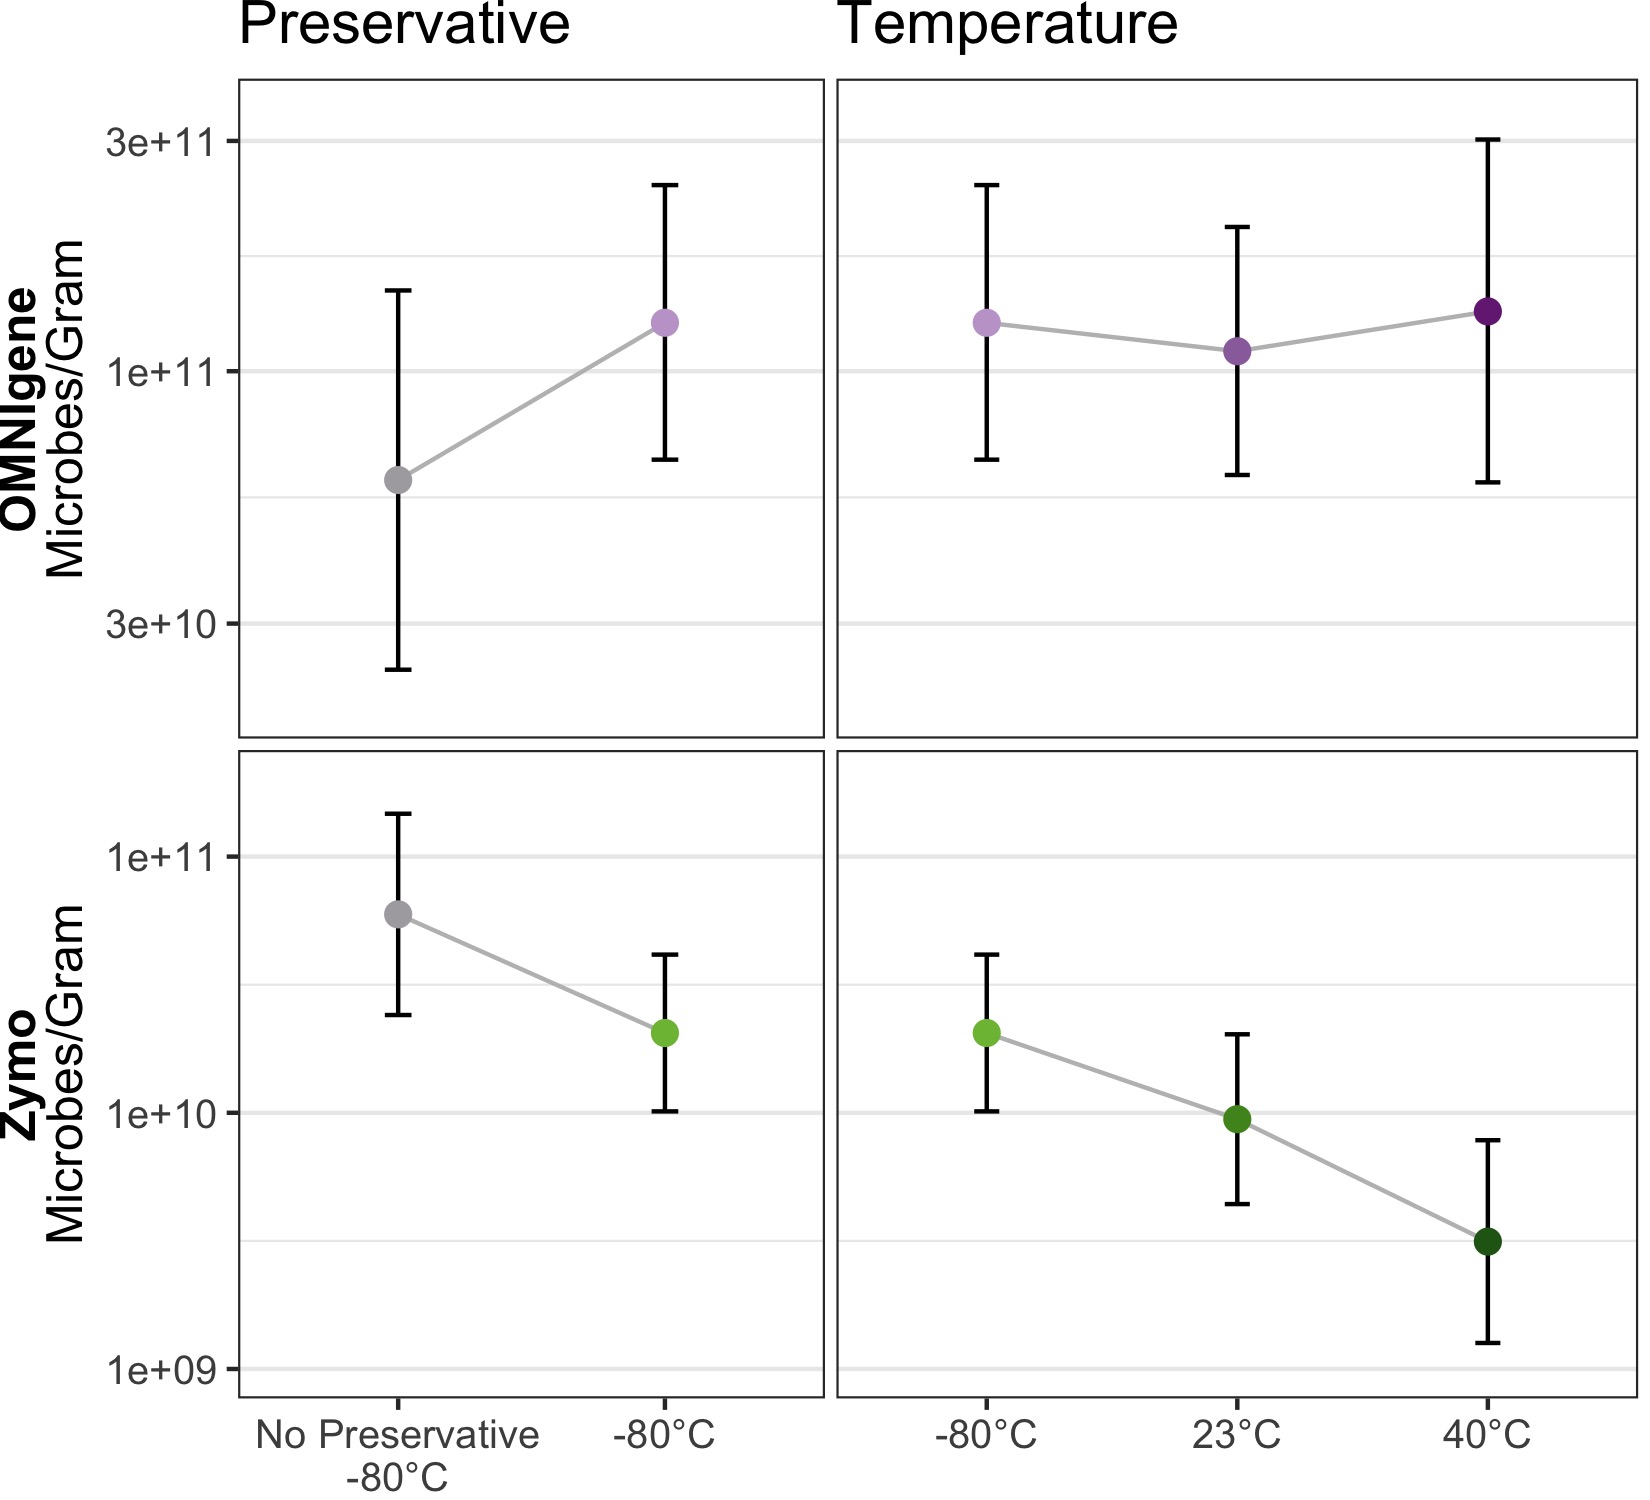 Preservative
Temperature
OMNIgene
Microbes/Gram
3e+11
1e+11
3e+10
Zymo
Microbes/Gram
1e+11
1e+10
1e+09
No Preservative
-80°C
-80°C
-80°C
23°C
40°C